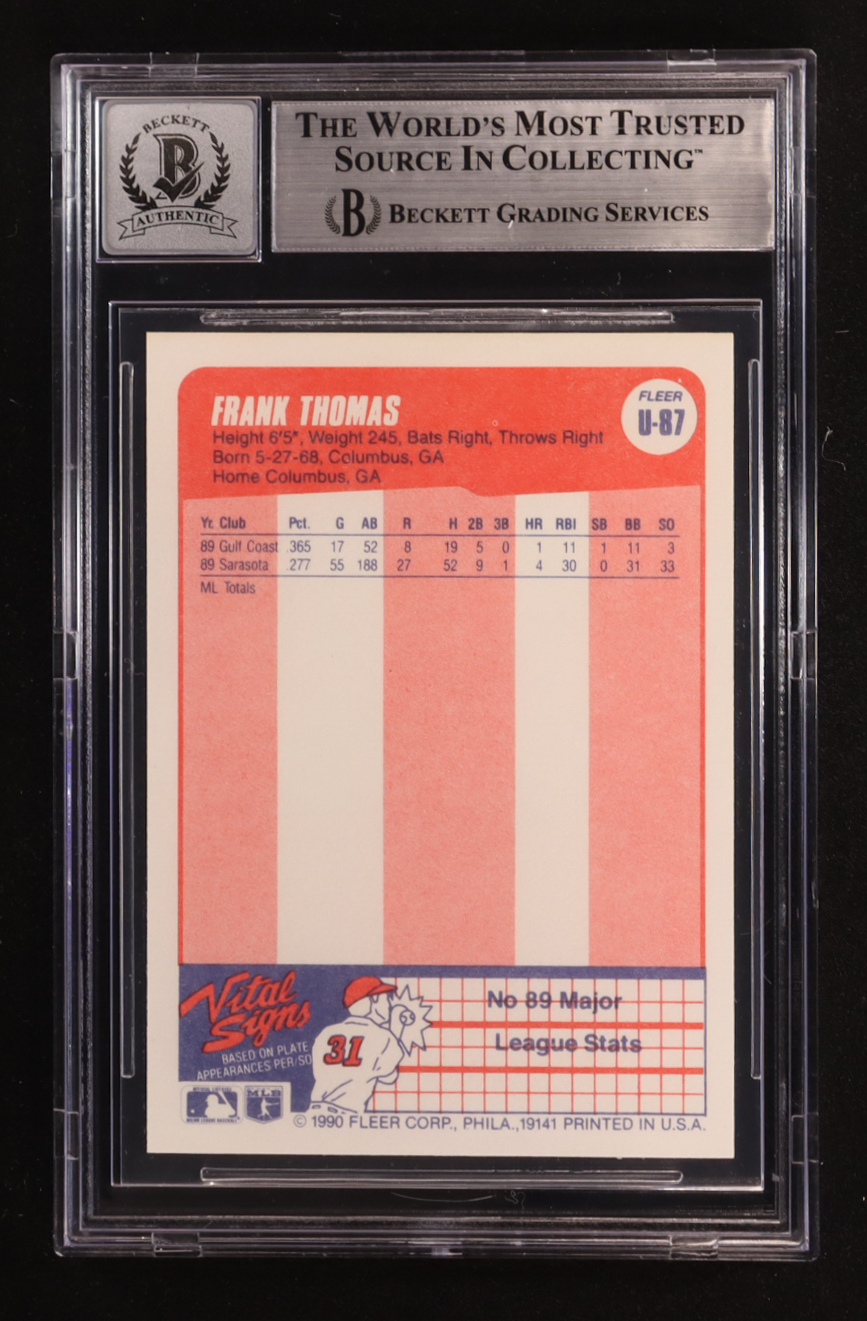 BECKETT
B
AUTHENTIC
THE WORLD'S MOST TRUSTED
SOURCE IN COLLECTING™
B BECKETT GRADING SERVICES
FRANK THOMAS
FLEER
U-87
Height 6'5", Weight 245, Bats Right, Throws Right
Born 5-27-68, Columbus, GA
Home Columbus, GA
Yr. Club Pct. G AB R H 2B 3B HR RBI SB BB SO
89 Gulf Coast .365 17 52 8 19 5 0 1 11 1 11 3
89 Sarasota .277 55 188 27 52 9 1 4 30 0 31 33
ML Totals
Vital
Signs
BASED ON PLATE
APPEARANCES PER/SO
31
No 89 Major
League Stats
MLB
© 1990 FLEER CORP., PHILA.,19141 PRINTED IN U.S.A.